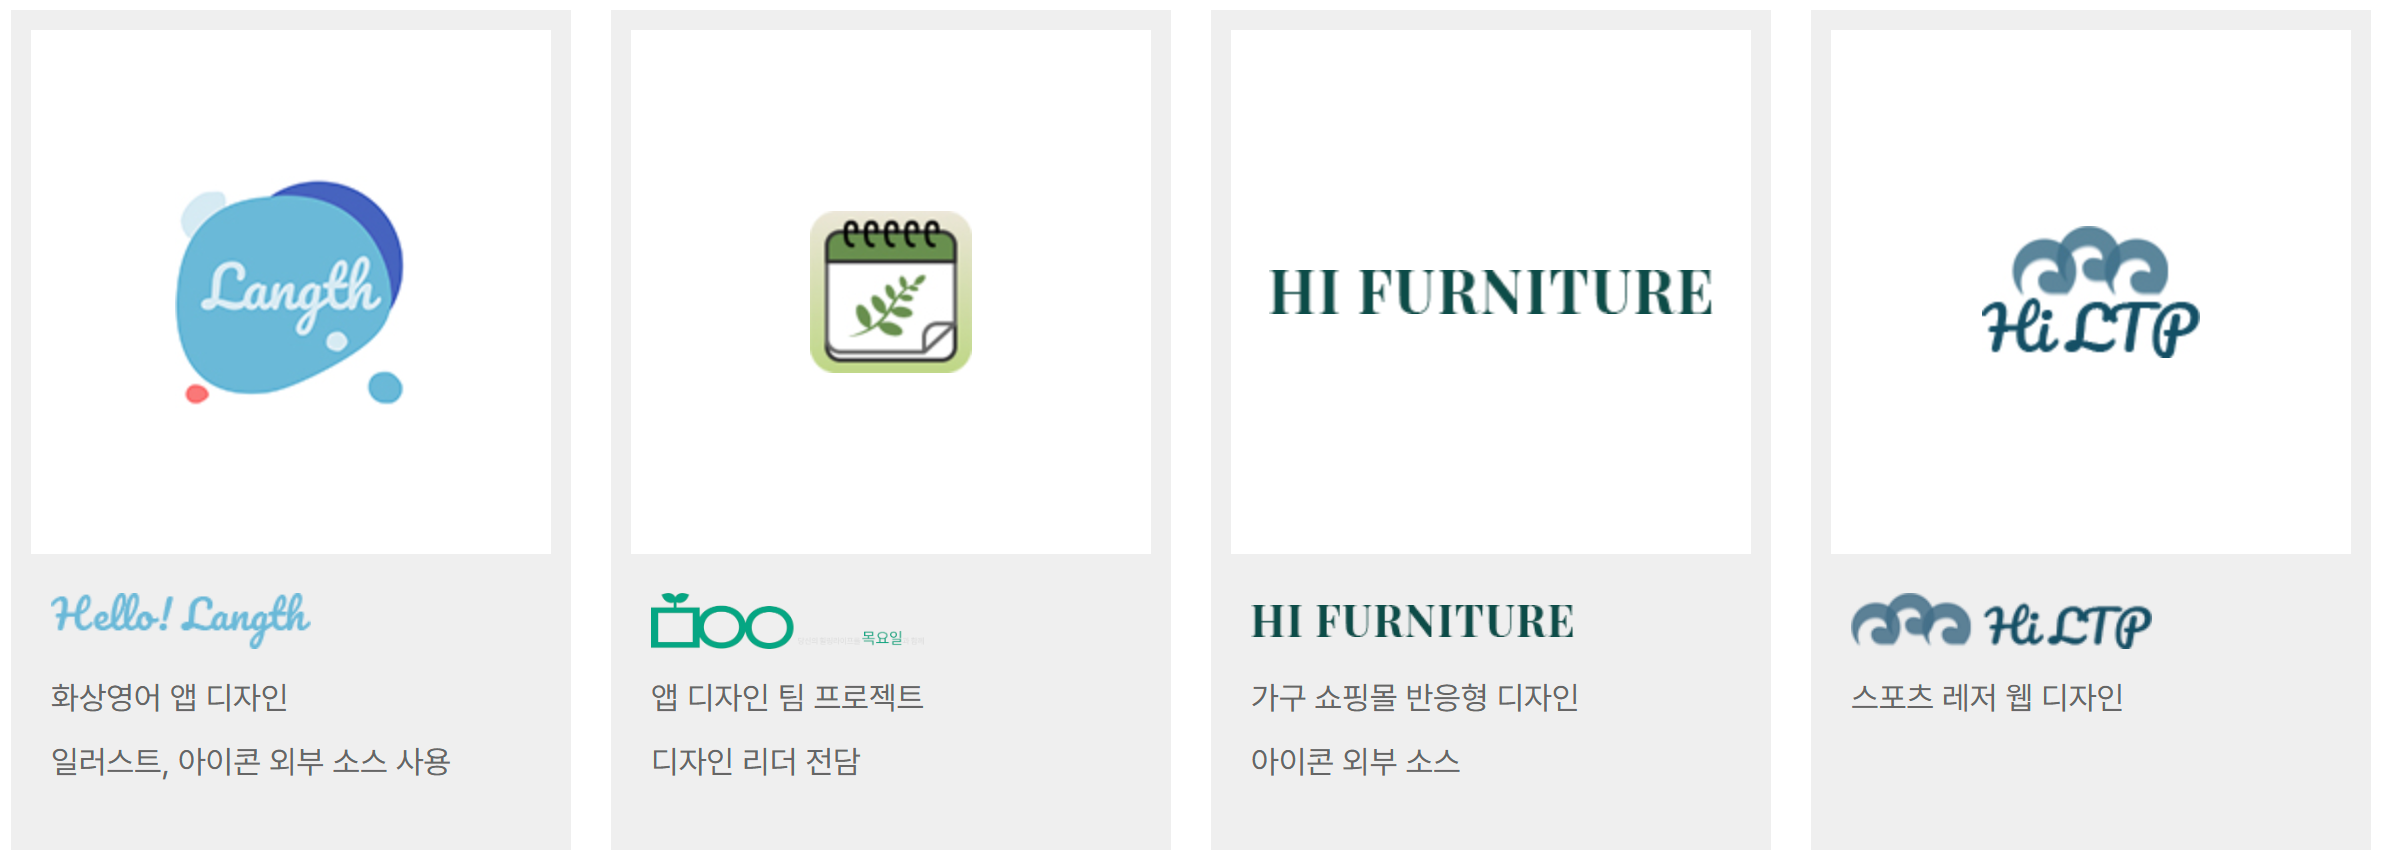 Langth
HI FURNITURE
Hi LTP
Hello! Langth
목요일
HI FURNITURE
Hi LTP
화상영어 앱 디자인
일러스트, 아이콘 외부 소스 사용
앱 디자인 팀 프로젝트
디자인 리더 전담
가구 쇼핑몰 반응형 디자인
아이콘 외부 소스
스포츠 레저 웹 디자인